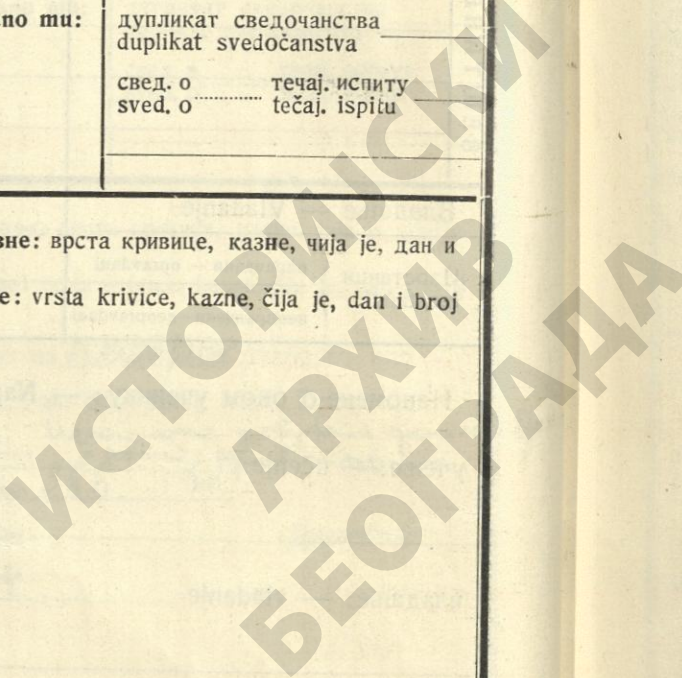 no mu:
дупликат сведочанства
duplikat svedočanstva
свед. о течај. испиту
sved. o tečaj. ispitu
врста кривице, казне, чија је, дан и
vrsta krivice, kazne, čija je, dan i broj
ИСТОРИЈСКИ
АРХИВ
БЕОГРАДА